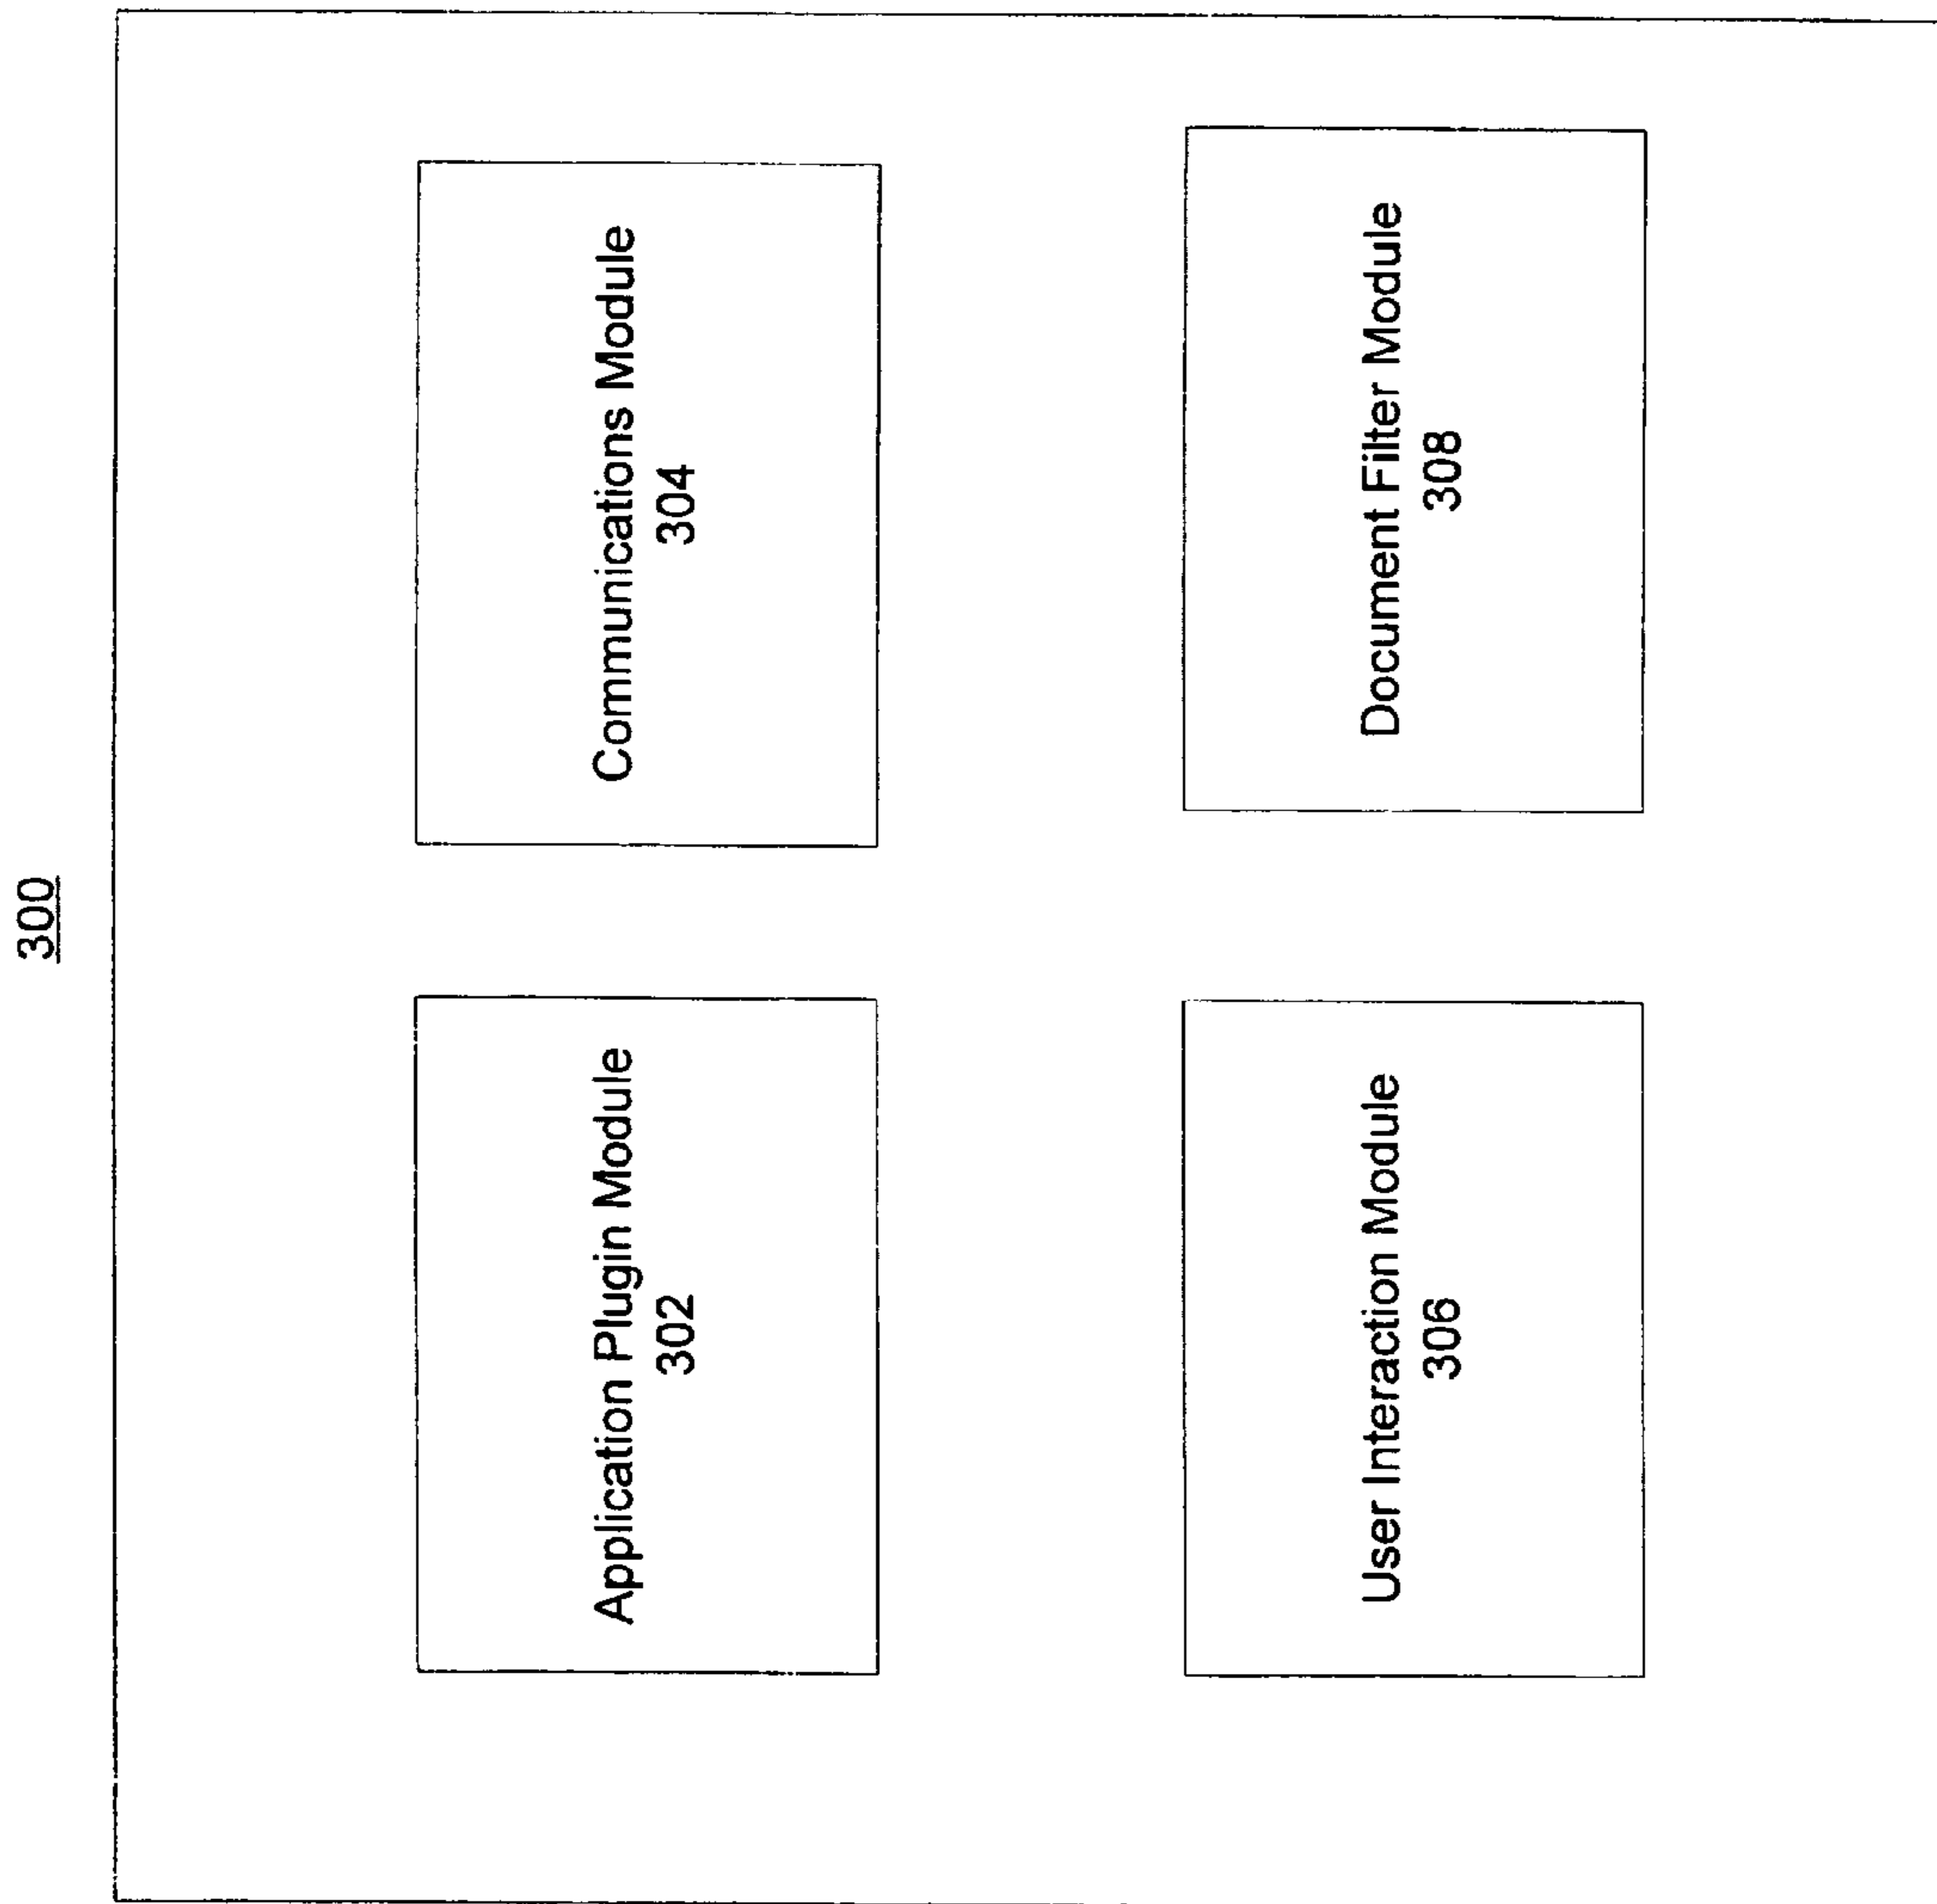 300
Application Plugin Module
302
Communications Module
304
User Interaction Module
306
Document Filter Module
308